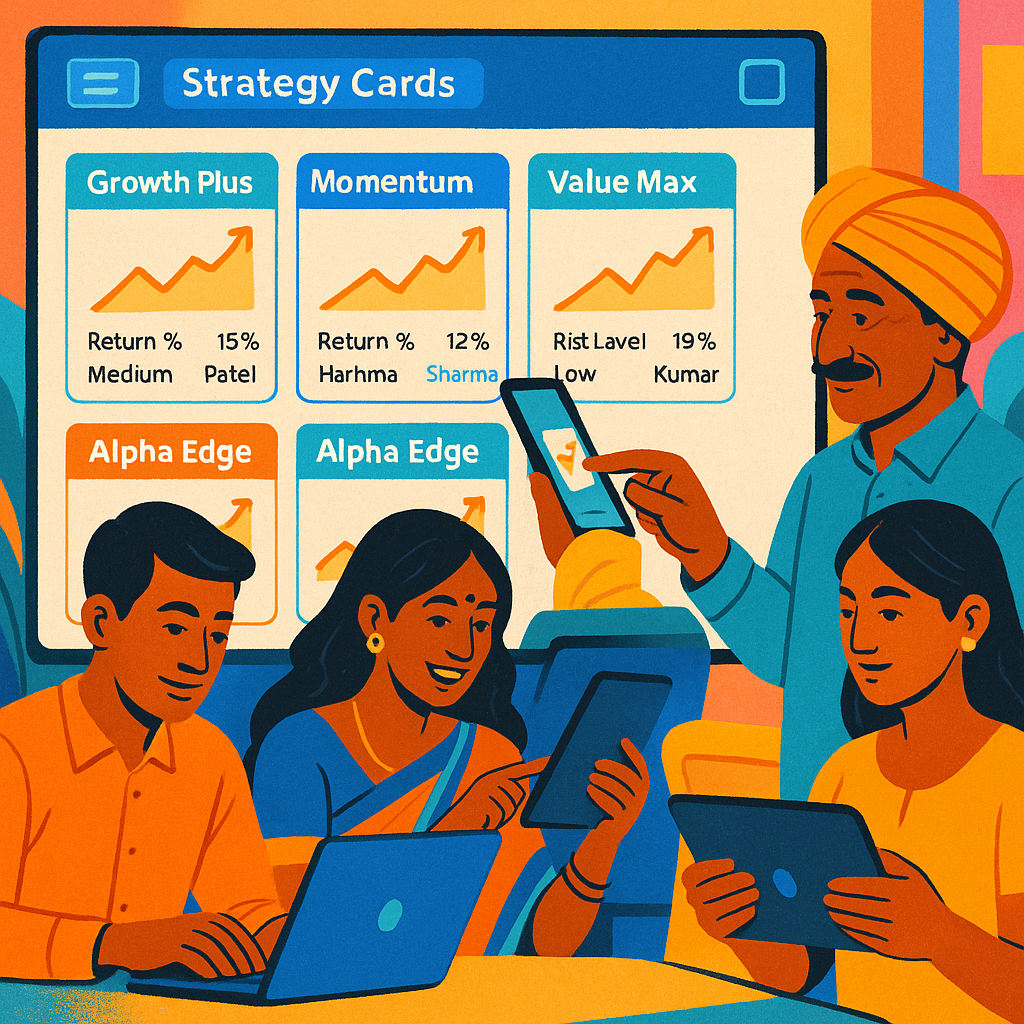 Strategy Cards
Growth Plus
Return % 15%
Medium Patel
Momentum
Return % 12%
Harhma Sharma
Value Max
Rist Lavel 19%
Low Kumar
Alpha Edge
Alpha Edge